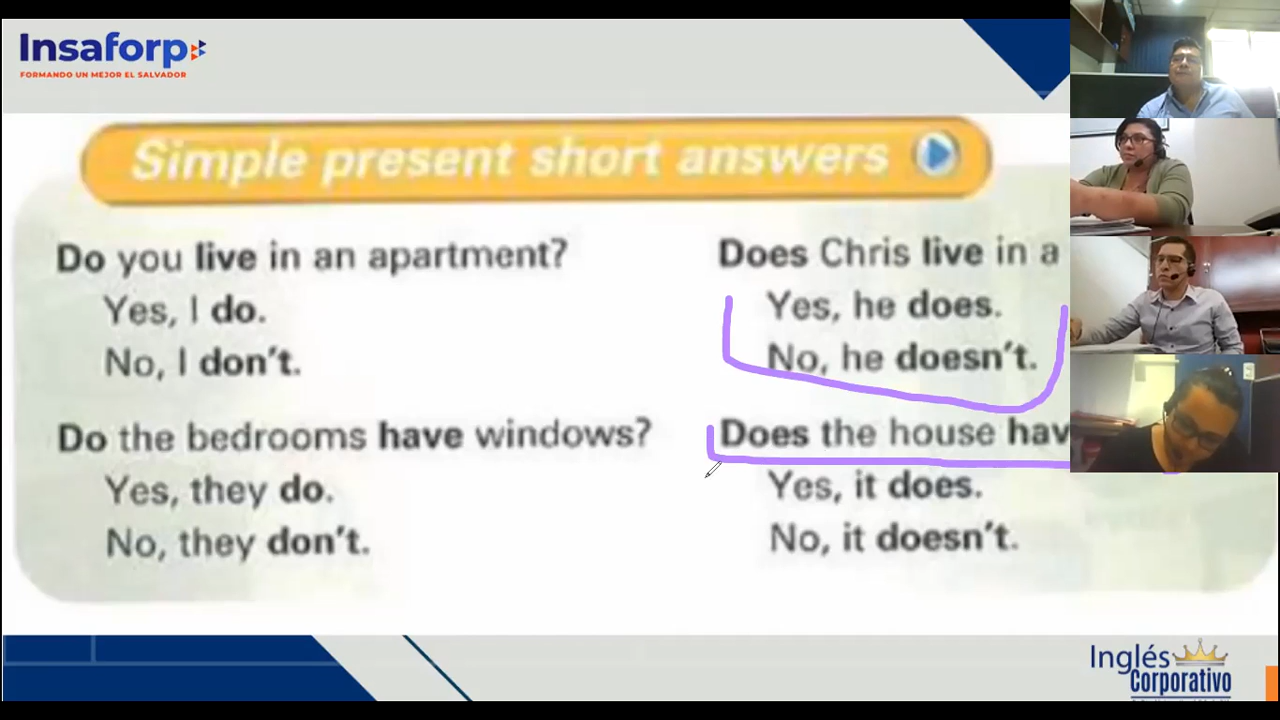 Insaforp
FORMANDO UN MEJOR EL SALVADOR
Simple present short answers
Do you live in an apartment?
Yes, I do.
No, I don't.
Do the bedrooms have windows?
Yes, they do.
No, they don't.
Does Chris live in a
Yes, he does.
No, he doesn't.
Does the house hav
Yes, it does.
No, it doesn't.
Inglés
Corporativo